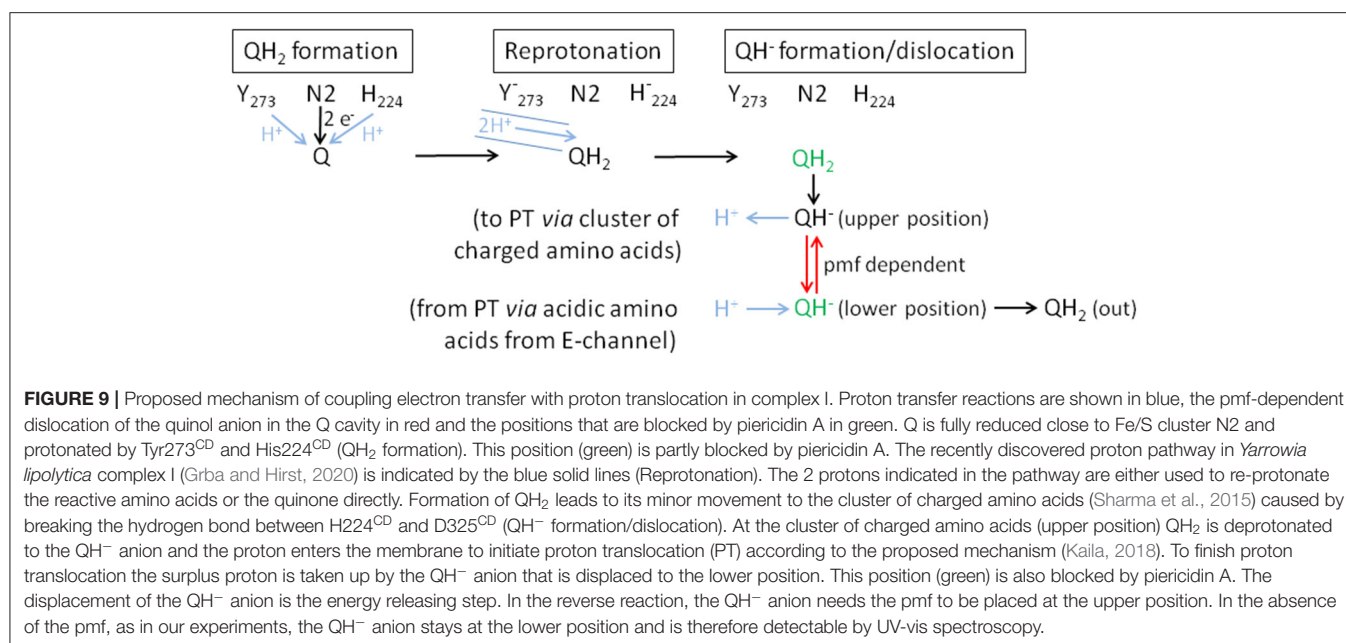 QH₂ formation Reprotonation QH⁻ formation/dislocation
Y₂₇₃ N2 H₂₂₄ Y⁻₂₇₃ N2 H⁻₂₂₄ Y₂₇₃ N2 H₂₂₄
H⁺ 2 e⁻ H⁺ 2H⁺
Q QH₂ QH₂
(to PT via cluster of H⁺ QH⁻ (upper position)
charged amino acids) pmf dependent
(from PT via acidic amino H⁺ QH⁻ (lower position) QH₂ (out)
acids from E-channel)
FIGURE 9 | Proposed mechanism of coupling electron transfer with proton translocation in complex I. Proton transfer reactions are shown in blue, the pmf-dependent
dislocation of the quinol anion in the Q cavity in red and the positions that are blocked by piericidin A in green. Q is fully reduced close to Fe/S cluster N2 and
protonated by Tyr273ᶜᴰ and His224ᶜᴰ (QH₂ formation). This position (green) is partly blocked by piericidin A. The recently discovered proton pathway in Yarrowia
lipolytica complex I (Grba and Hirst, 2020) is indicated by the blue solid lines (Reprotonation). The 2 protons indicated in the pathway are either used to re-protonate
the reactive amino acids or the quinone directly. Formation of QH₂ leads to its minor movement to the cluster of charged amino acids (Sharma et al., 2015) caused by
breaking the hydrogen bond between H224ᶜᴰ and D325ᶜᴰ (QH⁻ formation/dislocation). At the cluster of charged amino acids (upper position) QH₂ is deprotonated
to the QH⁻ anion and the proton enters the membrane to initiate proton translocation (PT) according to the proposed mechanism (Kaila, 2018). To finish proton
translocation the surplus proton is taken up by the QH⁻ anion that is displaced to the lower position. This position (green) is also blocked by piericidin A. The
displacement of the QH⁻ anion is the energy releasing step. In the reverse reaction, the QH⁻ anion needs the pmf to be placed at the upper position. In the absence
of the pmf, as in our experiments, the QH⁻ anion stays at the lower position and is therefore detectable by UV-vis spectroscopy.